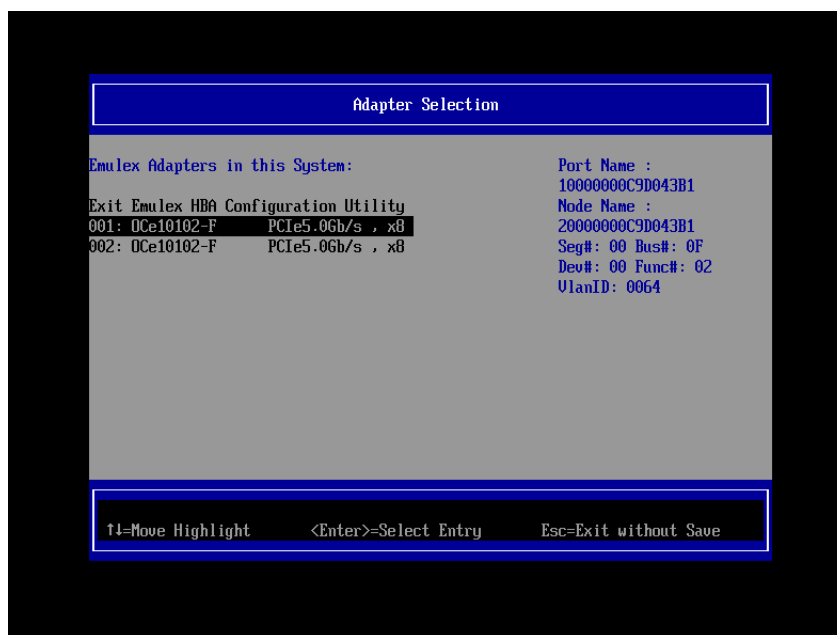 Adapter Selection
Emulex Adapters in this System:
Exit Emulex HBA Configuration Utility
001: OCe10102-F PCIe5.0Gb/s , x8
002: OCe10102-F PCIe5.0Gb/s , x8
Port Name :
10000000C9D043B1
Node Name :
20000000C9D043B1
Seg#: 00 Bus#: 0F
Dev#: 00 Func#: 02
VlanID: 0064
↑↓=Move Highlight <Enter>=Select Entry Esc=Exit without Save